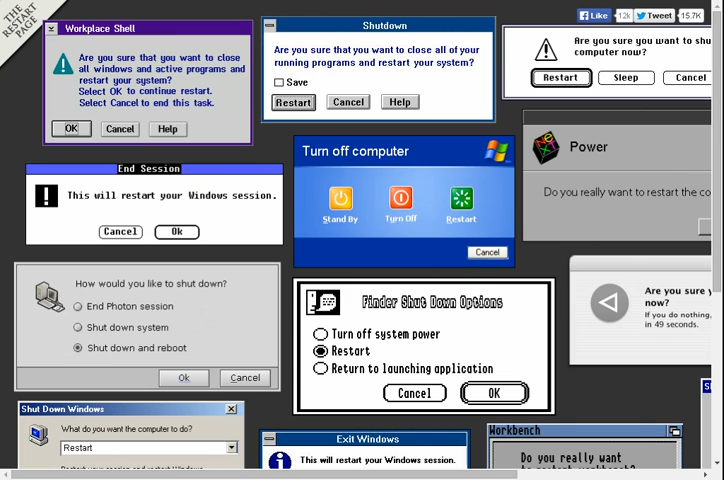 THE
RESTART
PAGE
Like
12k
Tweet
15.7K
Workplace Shell
Are you sure that you want to close
all windows and active programs and
restart your system?
Select OK to continue restart.
Select Cancel to end this task.
OK
Cancel
Help
Shutdown
Are you sure that you want to close all of your
running programs and restart your system?
Save
Restart
Cancel
Help
Are you sure you want to shu
computer now?
Restart
Sleep
Cancel
End Session
This will restart your Windows session.
Cancel
Ok
Turn off computer
Stand By
Turn Off
Restart
Cancel
Power
Do you really want to restart the co
How would you like to shut down?
End Photon session
Shut down system
Shut down and reboot
Ok
Cancel
Finder Shut Down Options
Turn off system power
Restart
Return to launching application
Cancel
OK
Are you sure y
now?
If you do nothing,
in 49 seconds.
Shut Down Windows
What do you want the computer to do?
Restart
Exit Windows
This will restart your Windows session.
Workbench
Do you really want